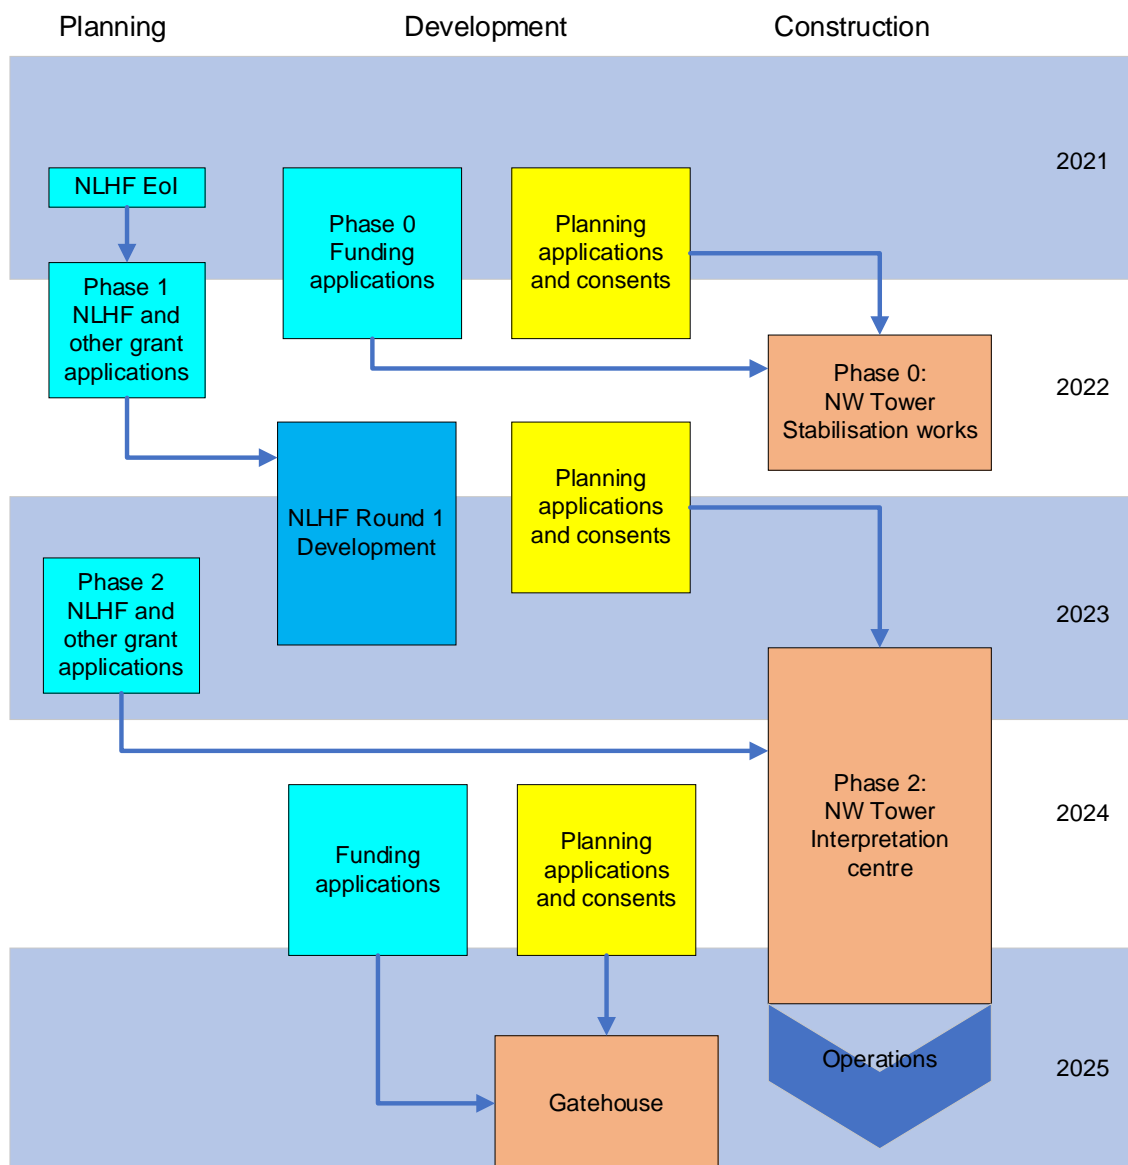 Planning
Development
Construction
2021
NLHF EoI
Phase 0
Funding
applications
Planning
applications
and consents
Phase 1
NLHF and
other grant
applications
2022
Phase 0:
NW Tower
Stabilisation works
NLHF Round 1
Development
Planning
applications
and consents
2023
Phase 2
NLHF and
other grant
applications
2024
Phase 2:
NW Tower
Interpretation
centre
Funding
applications
Planning
applications
and consents
2025
Operations
Gatehouse